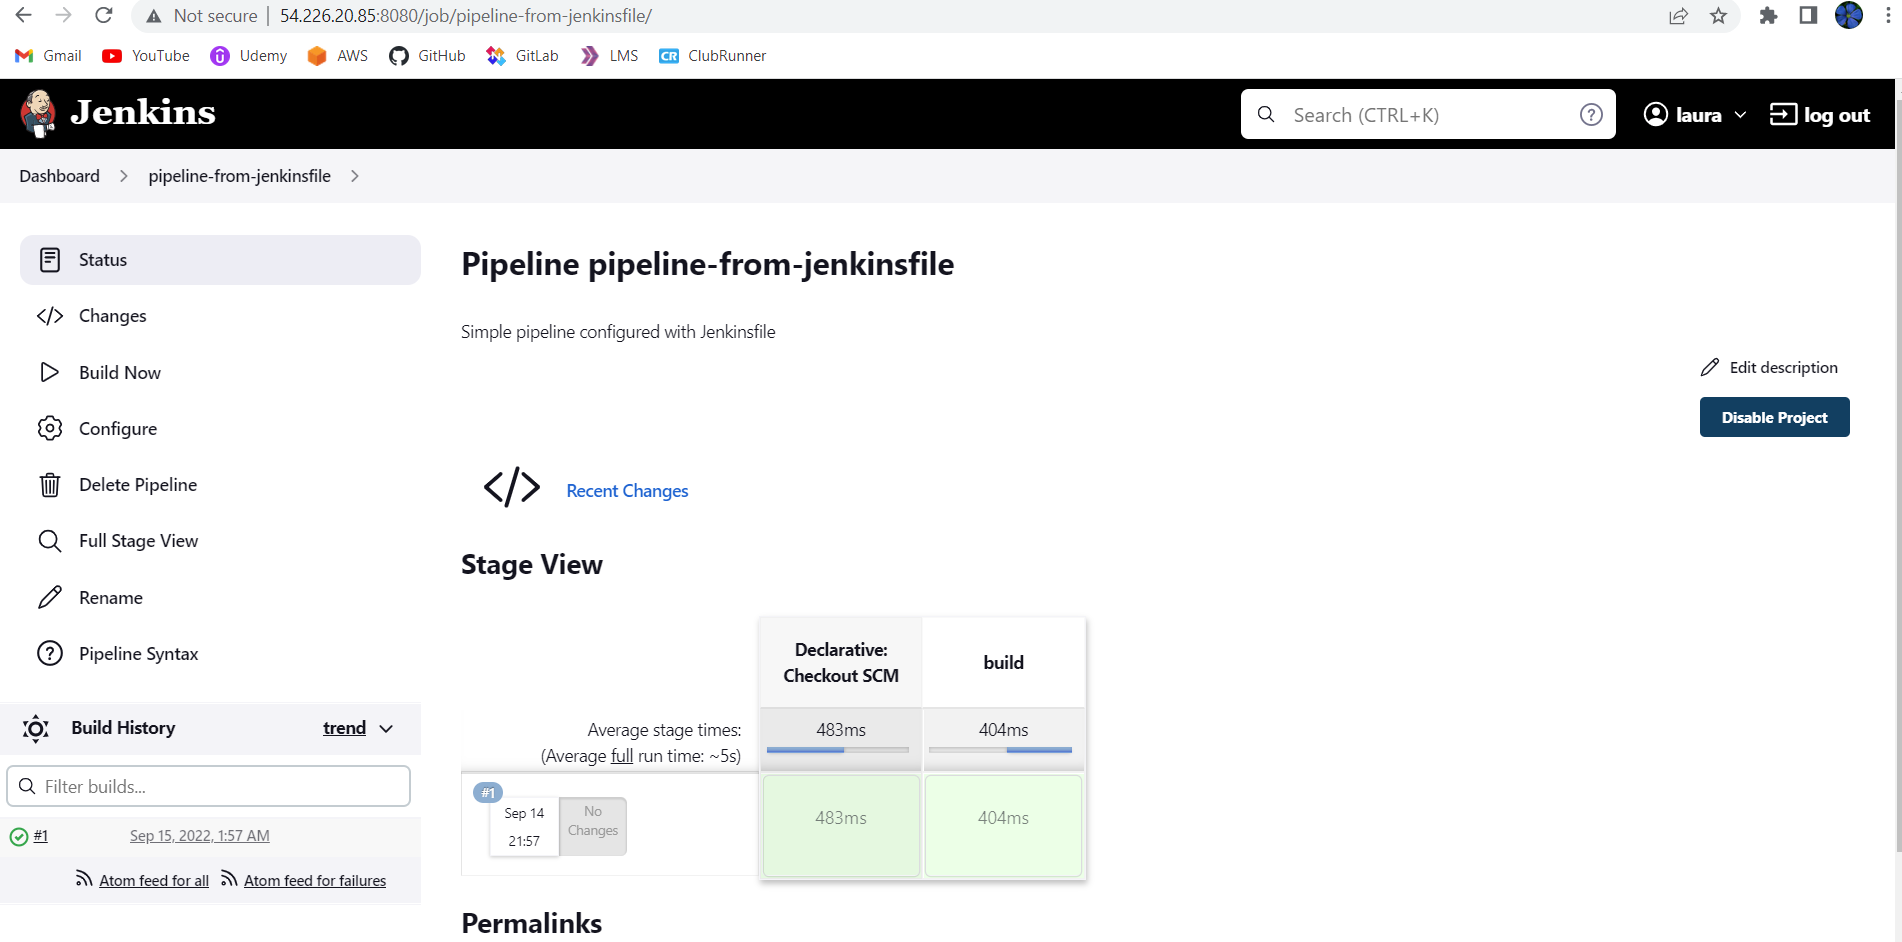 Not secure | 54.226.20.85:8080/job/pipeline-from-jenkinsfile/
Gmail YouTube Udemy AWS GitHub GitLab LMS CR ClubRunner
Jenkins Search (CTRL+K) ? laura log out
Dashboard > pipeline-from-jenkinsfile >
Status
Changes
Build Now
Configure
Delete Pipeline
Full Stage View
Rename
Pipeline Syntax
Build History trend
Filter builds...
#1 Sep 15, 2022, 1:57 AM
Atom feed for all Atom feed for failures
Pipeline pipeline-from-jenkinsfile
Simple pipeline configured with Jenkinsfile
Edit description
Disable Project
</> Recent Changes
Stage View
Declarative:
Checkout SCM
build
Average stage times:
(Average full run time: ~5s)
483ms
404ms
#1
Sep 14
21:57
No
Changes
483ms
404ms
Permalinks